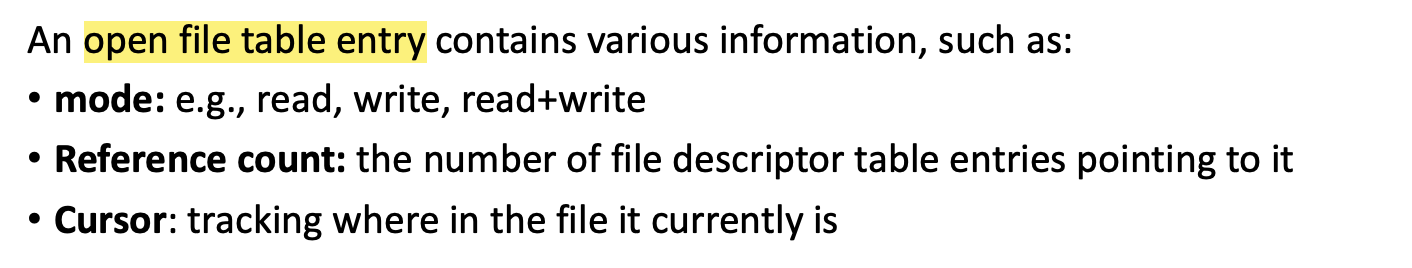 An open file table entry contains various information, such as:
• mode: e.g., read, write, read+write
• Reference count: the number of file descriptor table entries pointing to it
• Cursor: tracking where in the file it currently is